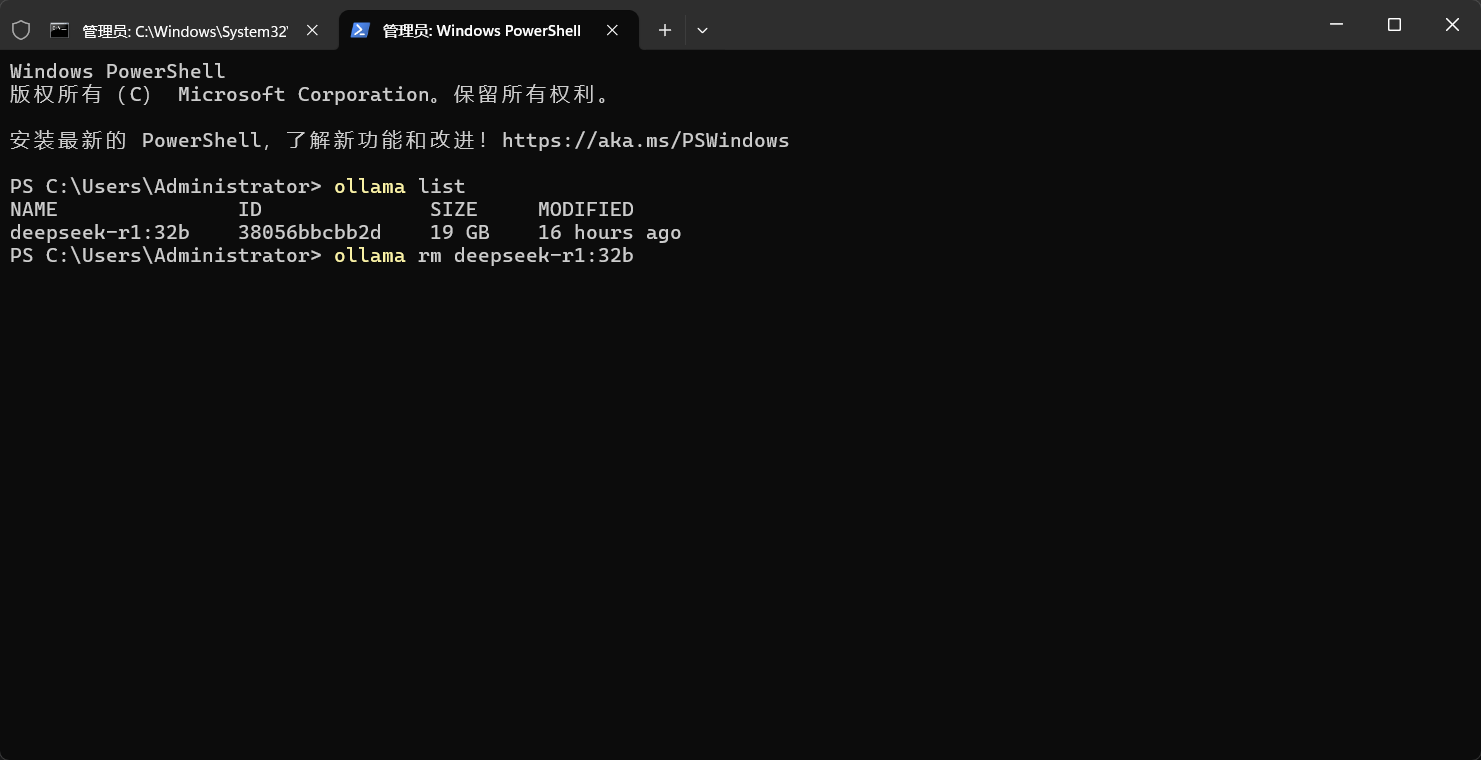 管理员: C:\Windows\System32\
管理员: Windows PowerShell
Windows PowerShell
版权所有（C） Microsoft Corporation。保留所有权利。
安装最新的 PowerShell，了解新功能和改进！https://aka.ms/PSWindows
PS C:\Users\Administrator> ollama list
NAME ID SIZE MODIFIED
deepseek-r1:32b 38056bbcbb2d 19 GB 16 hours ago
PS C:\Users\Administrator> ollama rm deepseek-r1:32b